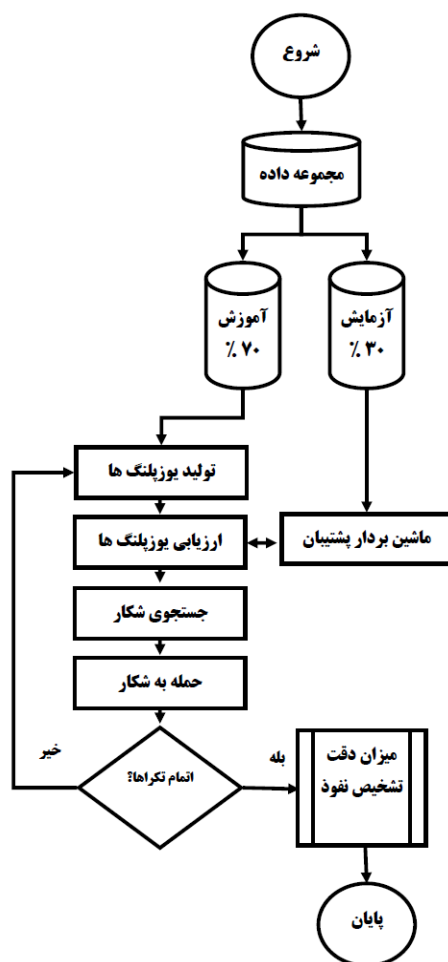 شروع
مجموعه داده
آموزش
۷۰ %
آزمایش
۳۰ %
تولید یوزپلنگ ها
ارزیابی یوزپلنگ ها
ماشین بردار پشتیبان
جستجوی شکار
حمله به شکار
اتمام تکراها؟
خیر
بله
میزان دقت
تشخیص نفوذ
پایان